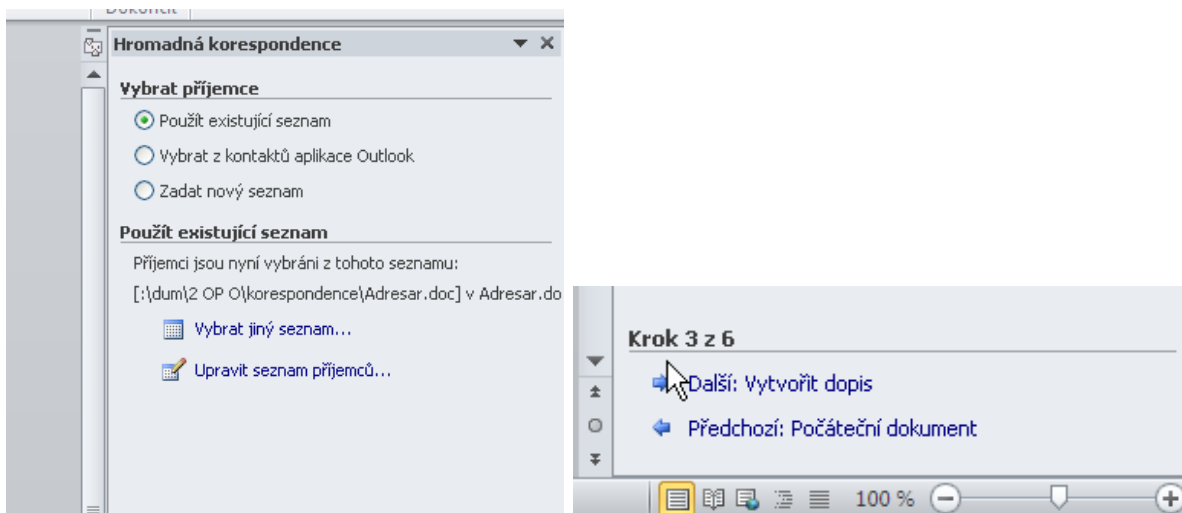 Dokončit
Hromadná korespondence
Vybrat příjemce
Použít existující seznam
Vybrat z kontaktů aplikace Outlook
Zadat nový seznam
Použít existující seznam
Příjemci jsou nyní vybráni z tohoto seznamu:
[:\dum\2 OP O\korespondence\Adresar.doc] v Adresar.do
Vybrat jiný seznam...
Upravit seznam příjemců...
Krok 3 z 6
Další: Vytvořit dopis
Předchozí: Počáteční dokument
100 %